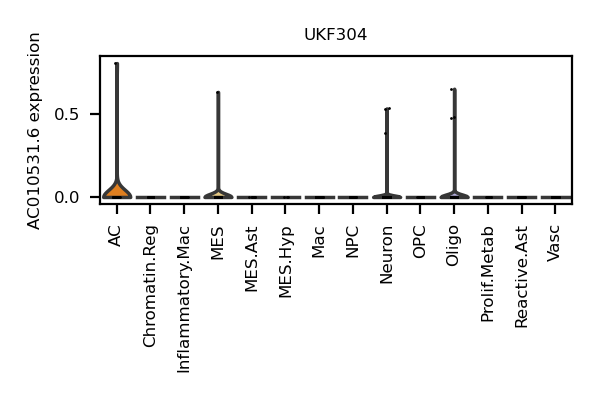 UKF304
AC010531.6 expression
0.5
0.0
AC
Chromatin.Reg
Inflammatory.Mac
MES
MES.Ast
MES.Hyp
Mac
NPC
Neuron
OPC
Oligo
Prolif.Metab
Reactive.Ast
Vasc